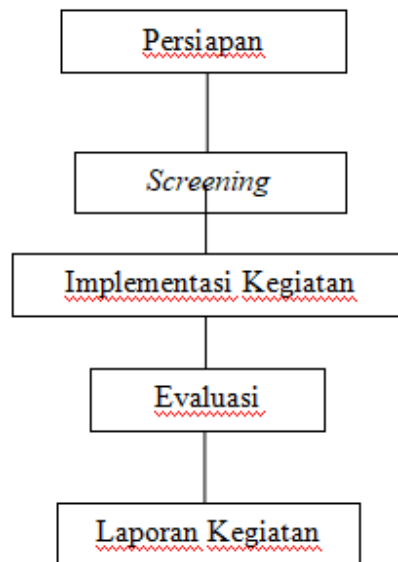 Persiapan
Screening
Implementasi Kegiatan
Evaluasi
Laporan Kegiatan